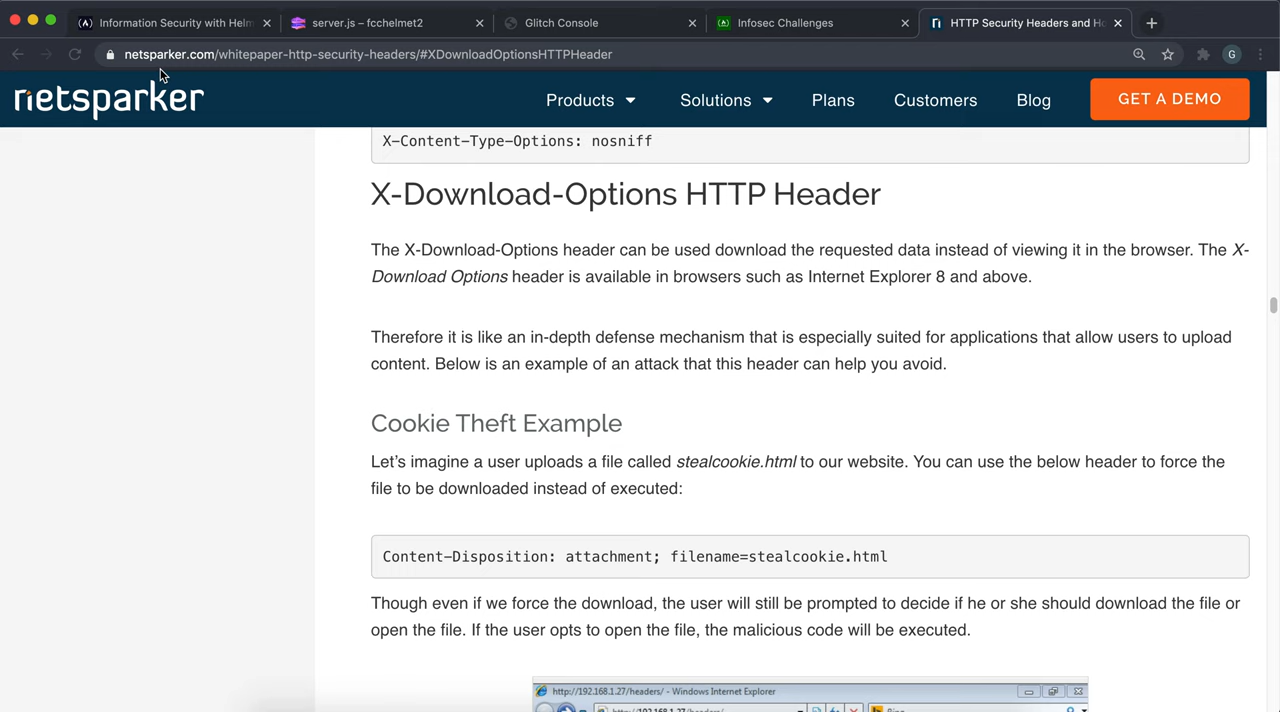 Information Security with Helm
server.js – fcchelmet2
Glitch Console
Infosec Challenges
HTTP Security Headers and Ho
netsparker.com/whitepaper-http-security-headers/#XDownloadOptionsHTTPHeader
G
netsparker
Products
Solutions
Plans
Customers
Blog
GET A DEMO
X-Content-Type-Options: nosniff
X-Download-Options HTTP Header
The X-Download-Options header can be used download the requested data instead of viewing it in the browser. The X-
Download Options header is available in browsers such as Internet Explorer 8 and above.
Therefore it is like an in-depth defense mechanism that is especially suited for applications that allow users to upload
content. Below is an example of an attack that this header can help you avoid.
Cookie Theft Example
Let’s imagine a user uploads a file called stealcookie.html to our website. You can use the below header to force the
file to be downloaded instead of executed:
Content-Disposition: attachment; filename=stealcookie.html
Though even if we force the download, the user will still be prompted to decide if he or she should download the file or
open the file. If the user opts to open the file, the malicious code will be executed.
http://192.168.1.27/headers/ - Windows Internet Explorer